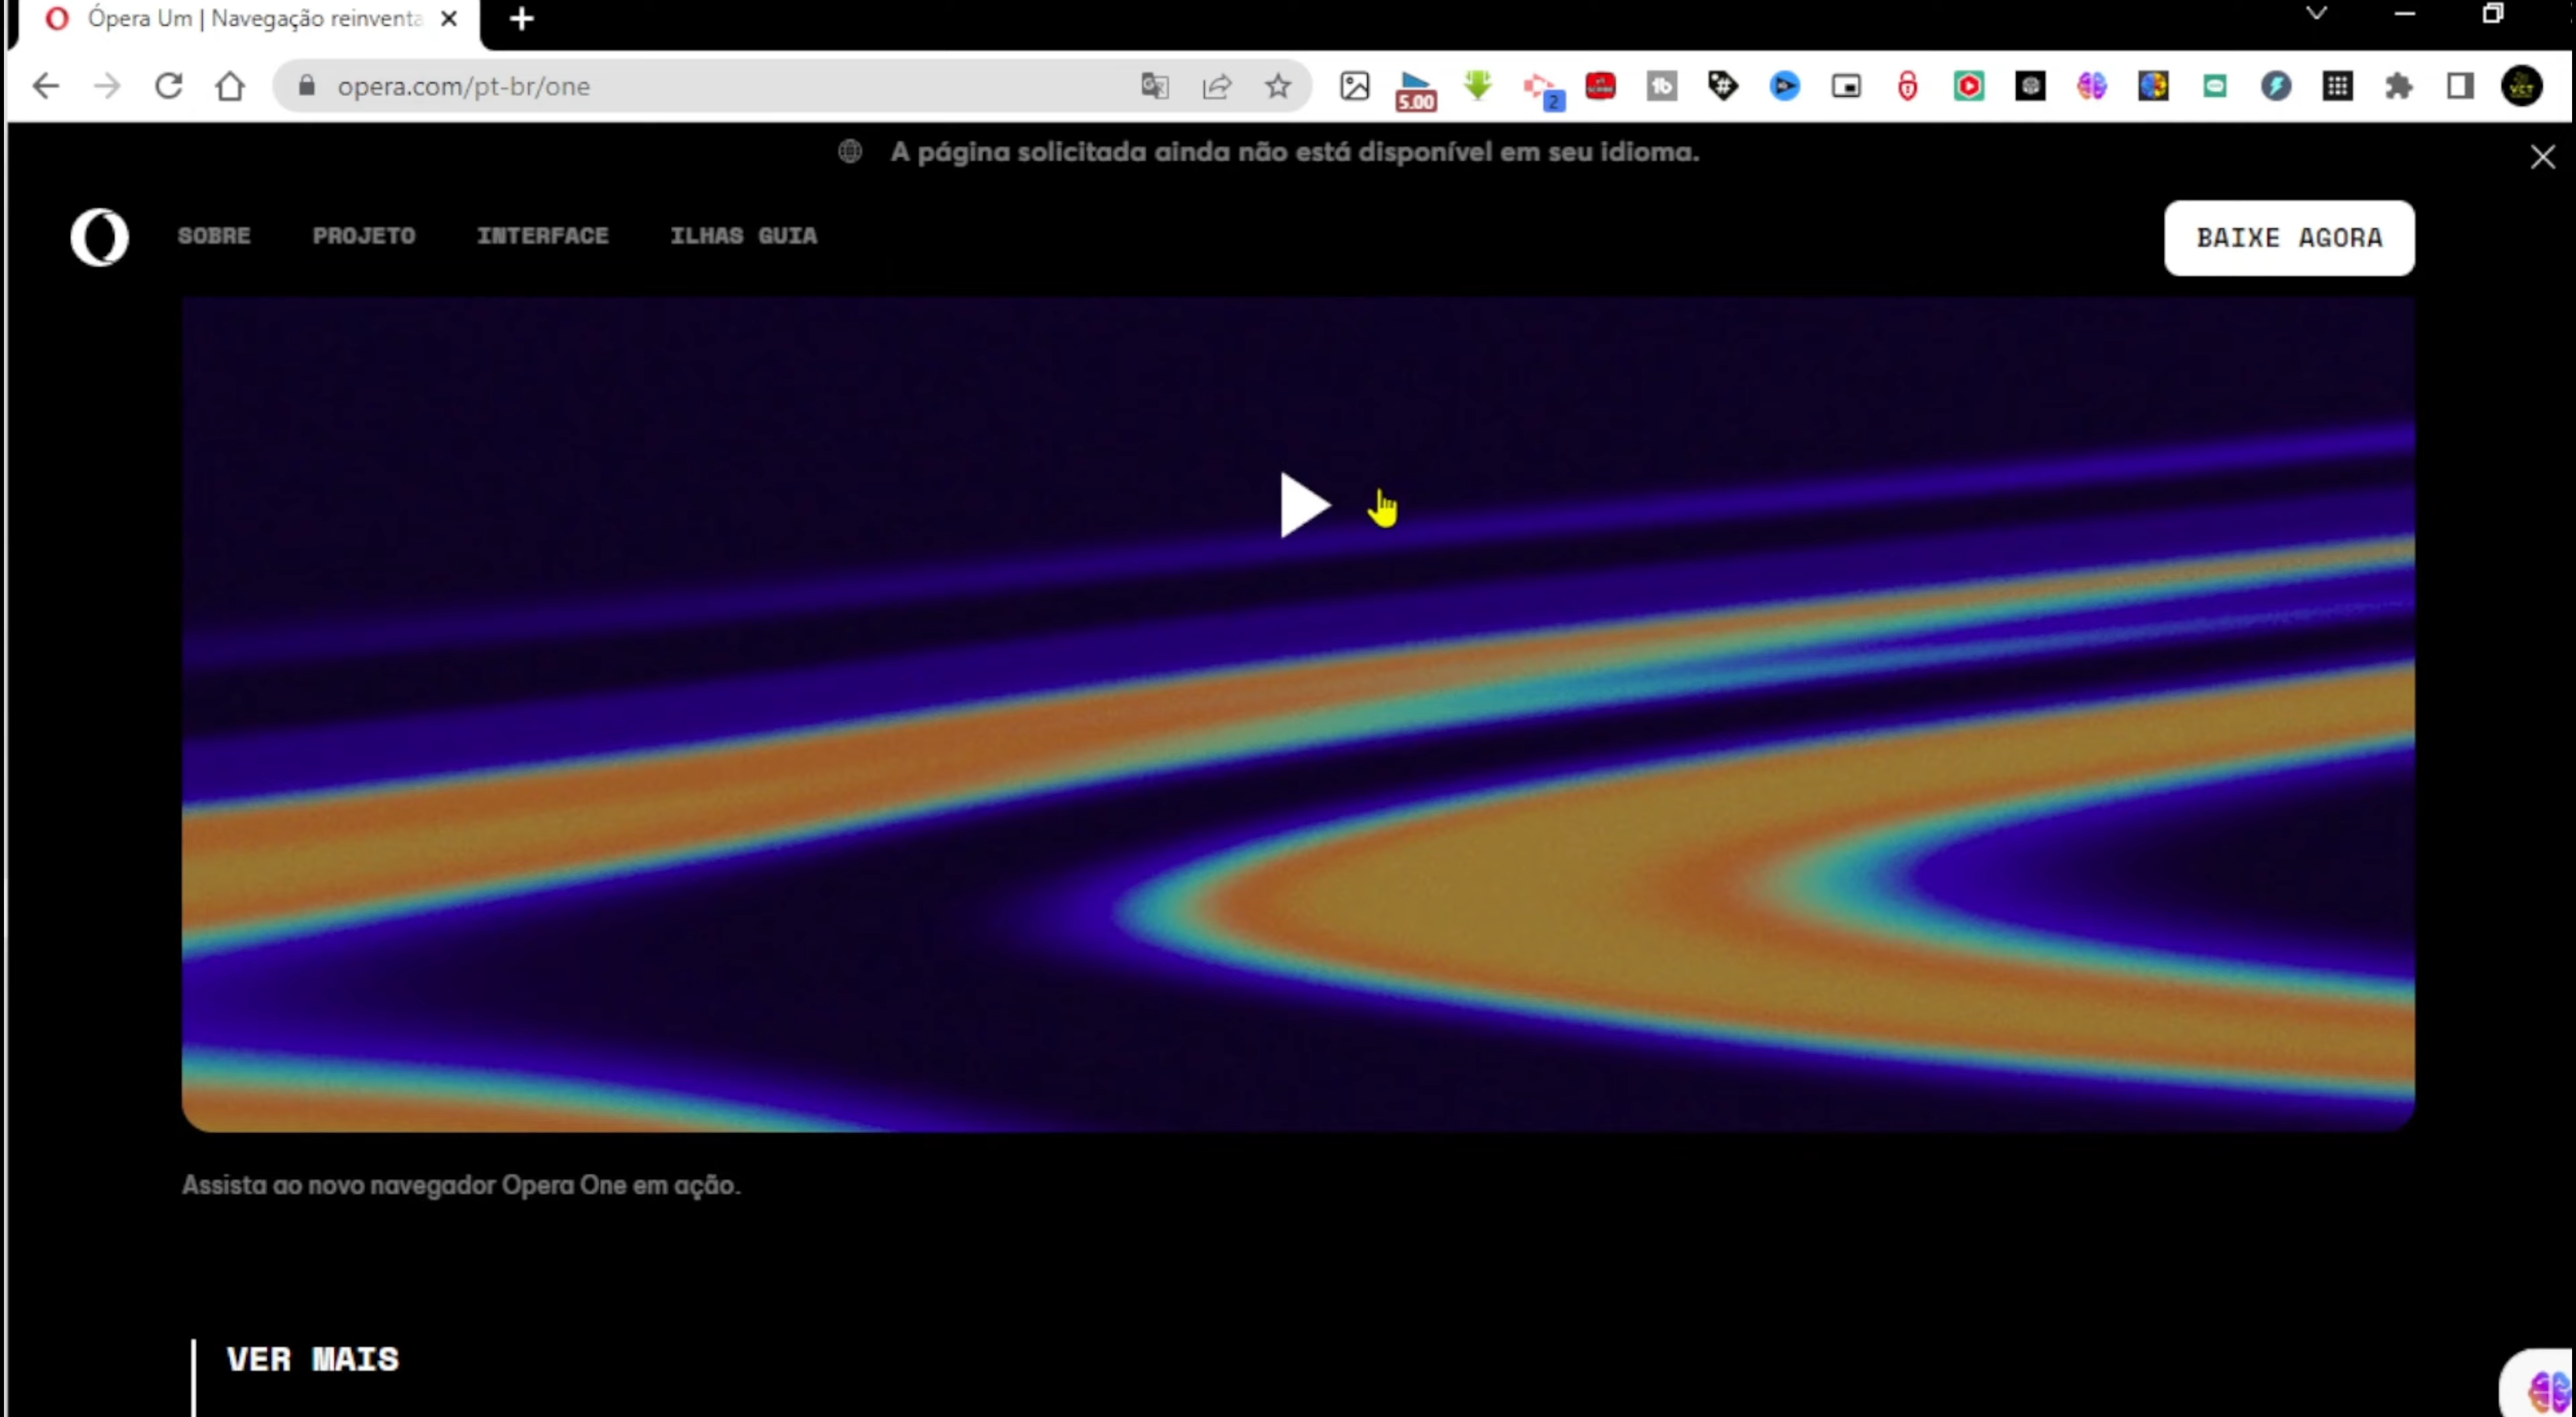 Ópera Um | Navegação reinventa
opera.com/pt-br/one
5.00
2
A página solicitada ainda não está disponível em seu idioma.
SOBRE PROJETO INTERFACE ILHAS GUIA
BAIXE AGORA
Assista ao novo navegador Opera One em ação.
VER MAIS